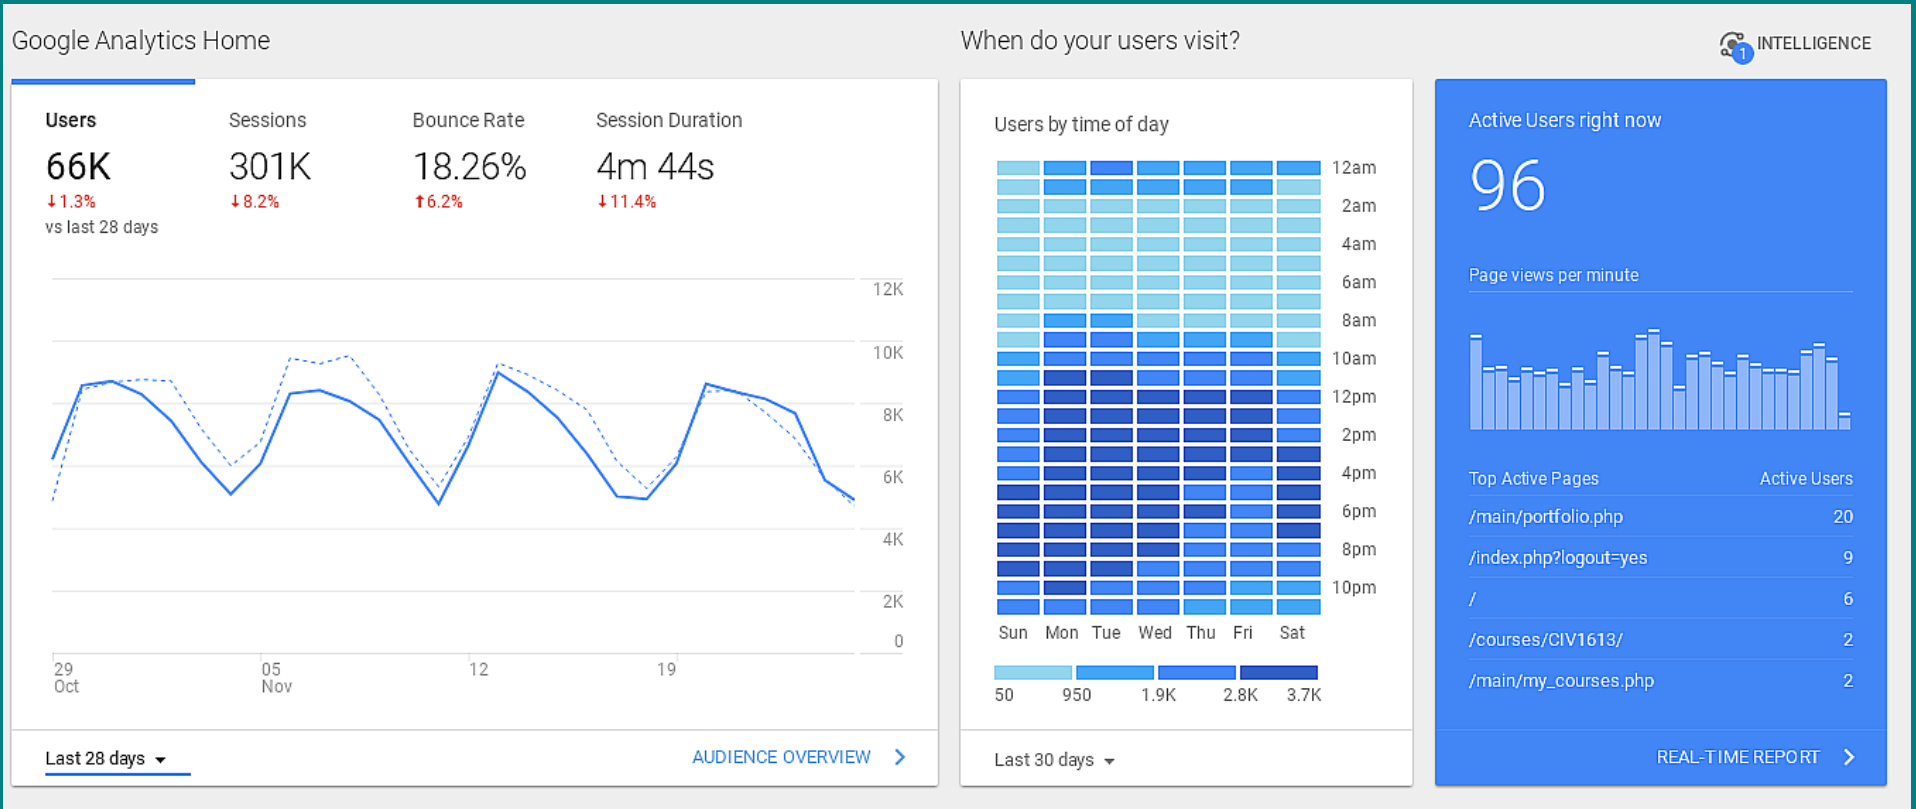 Google Analytics Home
Users
66K
↓1.3%
vs last 28 days
Sessions
301K
↓8.2%
Bounce Rate
18.26%
↑6.2%
Session Duration
4m 44s
↓11.4%
12K
10K
8K
6K
4K
2K
0
29 Oct
05 Nov
12
19
Last 28 days
AUDIENCE OVERVIEW
When do your users visit?
Users by time of day
12am
2am
4am
6am
8am
10am
12pm
2pm
4pm
6pm
8pm
10pm
Sun Mon Tue Wed Thu Fri Sat
50 950 1.9K 2.8K 3.7K
Last 30 days
1 INTELLIGENCE
Active Users right now
96
Page views per minute
Top Active Pages Active Users
/main/portfolio.php 20
/index.php?logout=yes 9
/ 6
/courses/CIV1613/ 2
/main/my_courses.php 2
REAL-TIME REPORT